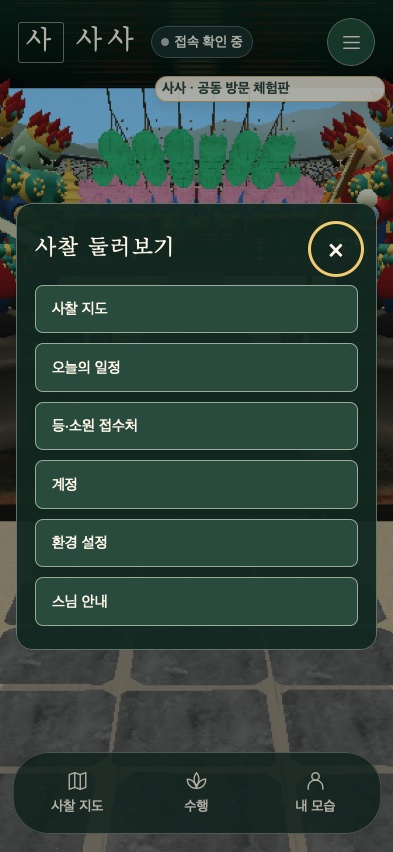 사 사사 접속 확인 중
사사 · 공동 방문 체험판
사찰 둘러보기
사찰 지도
오늘의 일정
등·소원 접수처
계정
환경 설정
스님 안내
사찰 지도 수행 내 모습